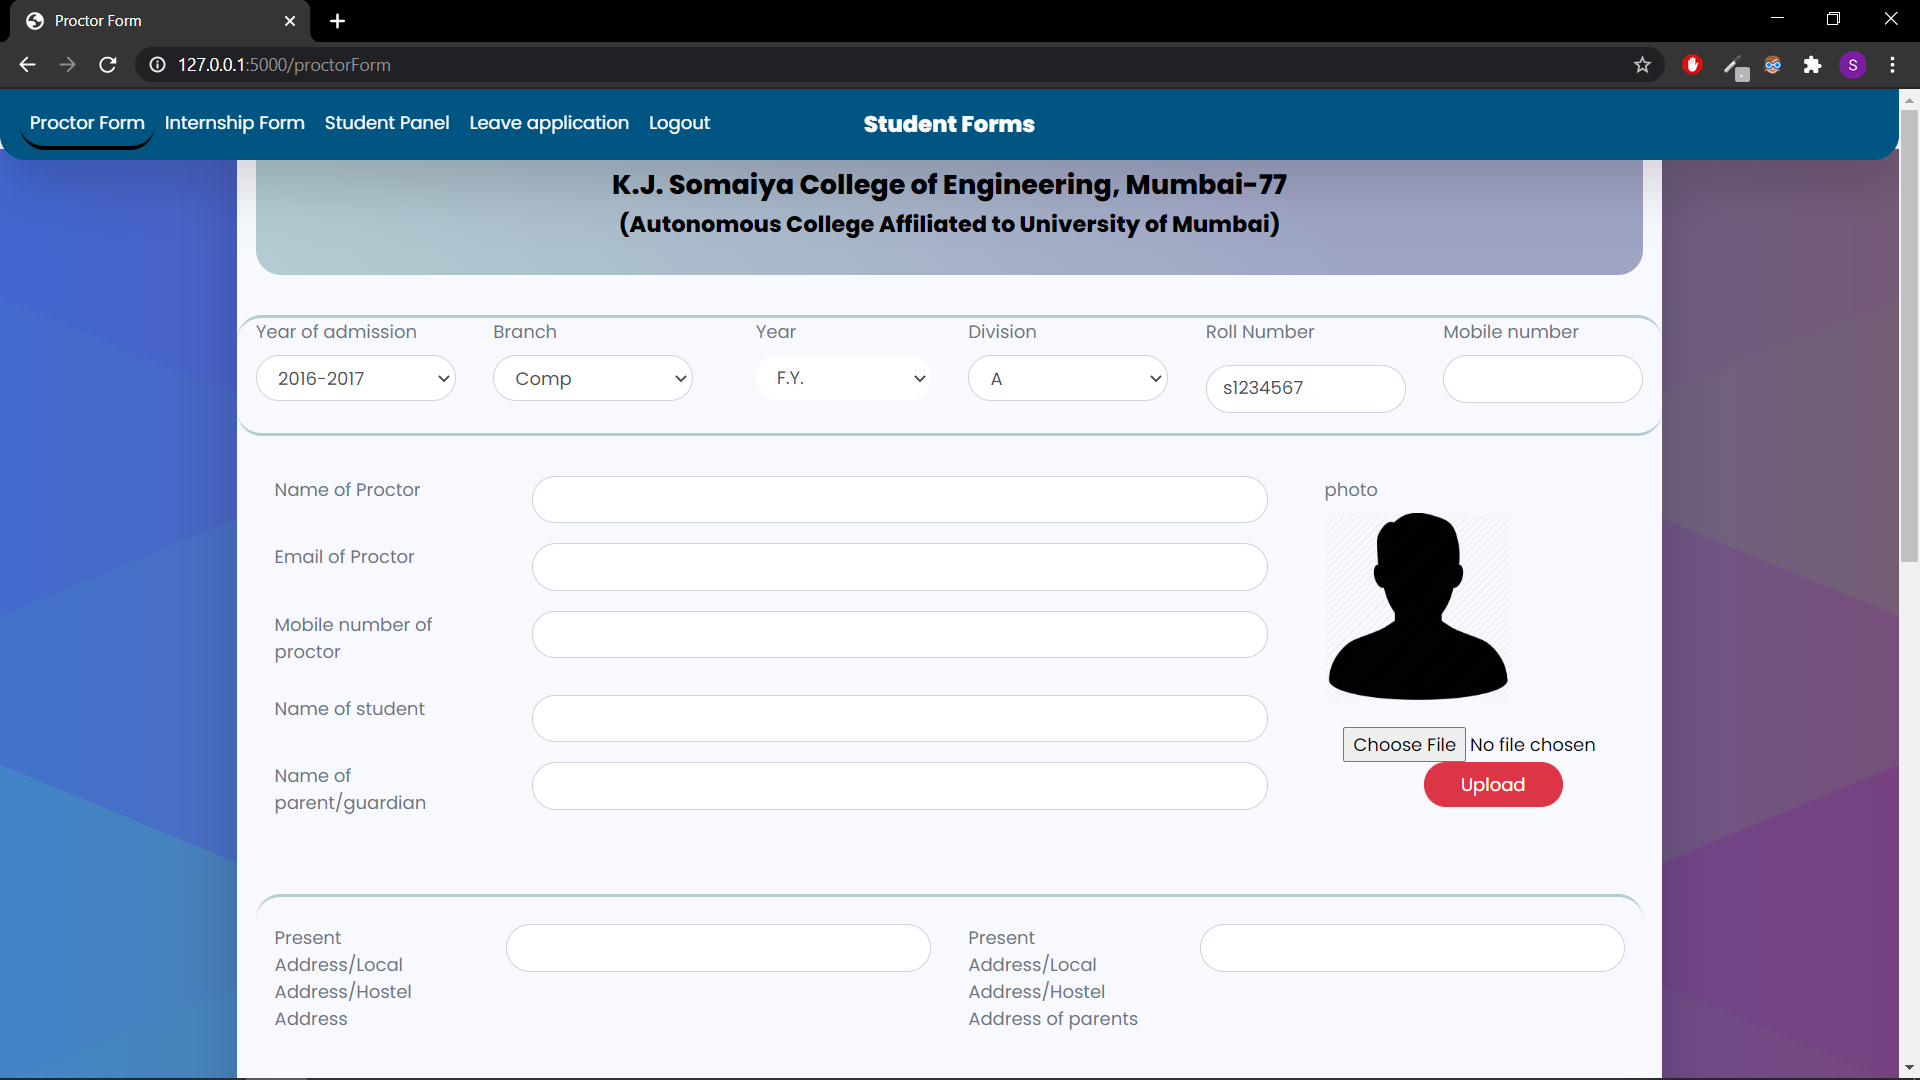 Proctor Form
127.0.0.1:5000/proctorForm
S
Proctor Form Internship Form Student Panel Leave application Logout Student Forms
K.J. Somaiya College of Engineering, Mumbai-77
(Autonomous College Affiliated to University of Mumbai)
Year of admission Branch Year Division Roll Number Mobile number
2016-2017 Comp F.Y. A s1234567
Name of Proctor
photo
Email of Proctor
Mobile number of
proctor
Name of student
Choose File No file chosen
Name of
parent/guardian
Upload
Present
Address/Local
Address/Hostel
Address
Present
Address/Local
Address/Hostel
Address of parents